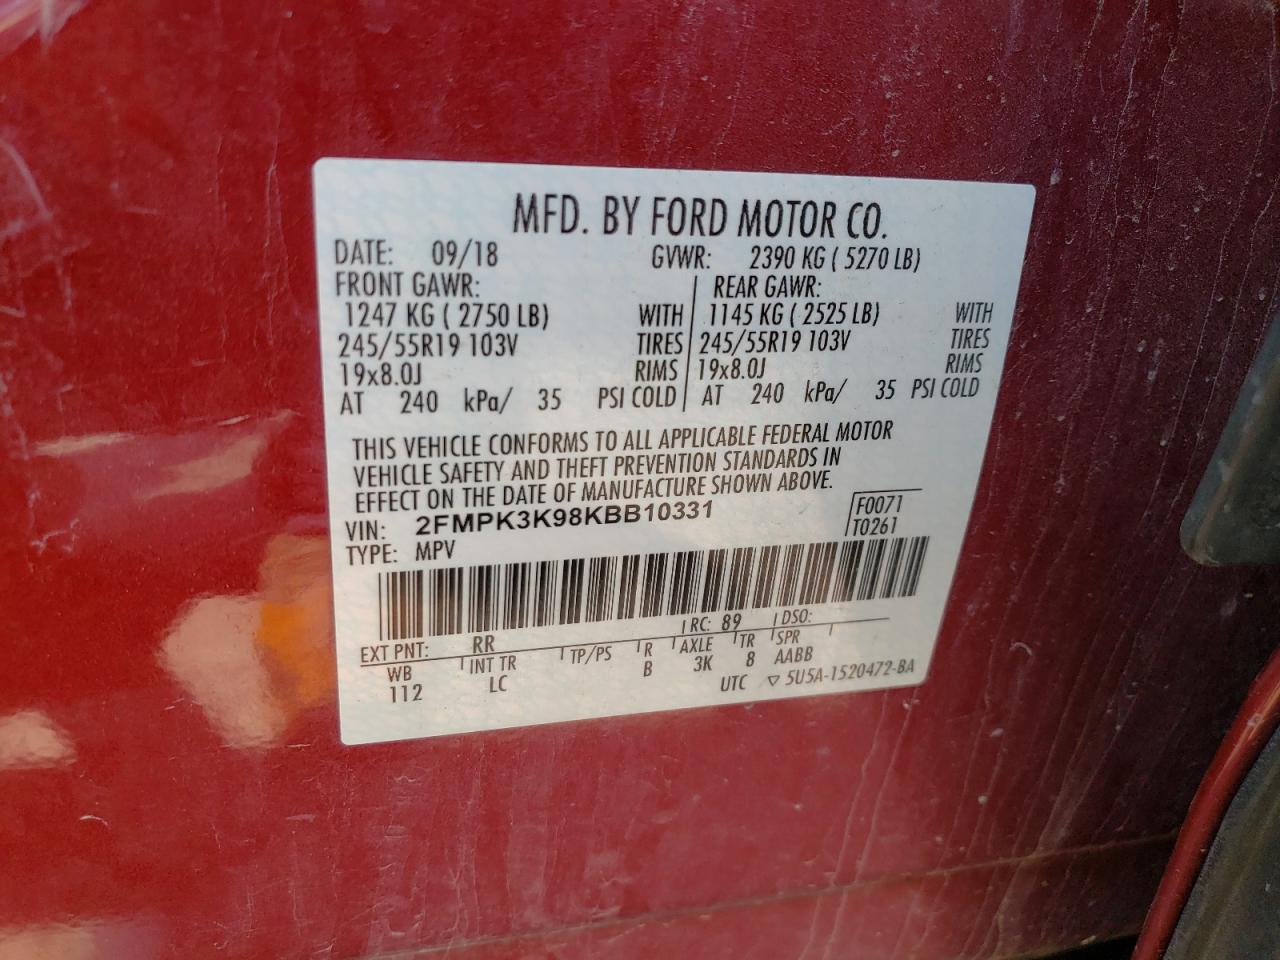 MFD. BY FORD MOTOR CO.
DATE: 09/18 GVWR: 2390 KG ( 5270 LB)
FRONT GAWR: REAR GAWR:
1247 KG ( 2750 LB) WITH 1145 KG ( 2525 LB) WITH
245/55R19 103V TIRES 245/55R19 103V TIRES
19x8.0J RIMS 19x8.0J RIMS
AT 240 kPa/ 35 PSI COLD AT 240 kPa/ 35 PSI COLD
THIS VEHICLE CONFORMS TO ALL APPLICABLE FEDERAL MOTOR
VEHICLE SAFETY AND THEFT PREVENTION STANDARDS IN
EFFECT ON THE DATE OF MANUFACTURE SHOWN ABOVE.
VIN: 2FMPK3K98KBB10331 F0071
TYPE: MPV T0261
EXT PNT: RR RC: 89 DSO:
WB INT TR TP/PS R AXLE TR SPR
112 LC B 3K 8 AABB
UTC ▽ 5U5A-1520472-BA